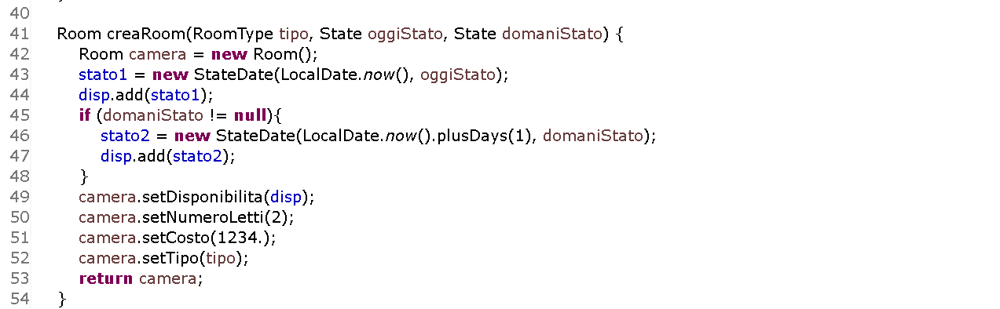 40
41 Room creaRoom(RoomType tipo, State oggiStato, State domaniStato) {
42 Room camera = new Room();
43 stato1 = new StateDate(LocalDate.now(), oggiStato);
44 disp.add(stato1);
45 if (domaniStato != null){
46 stato2 = new StateDate(LocalDate.now().plusDays(1), domaniStato);
47 disp.add(stato2);
48 }
49 camera.setDisponibilita(disp);
50 camera.setNumeroLetti(2);
51 camera.setCosto(1234.);
52 camera.setTipo(tipo);
53 return camera;
54 }